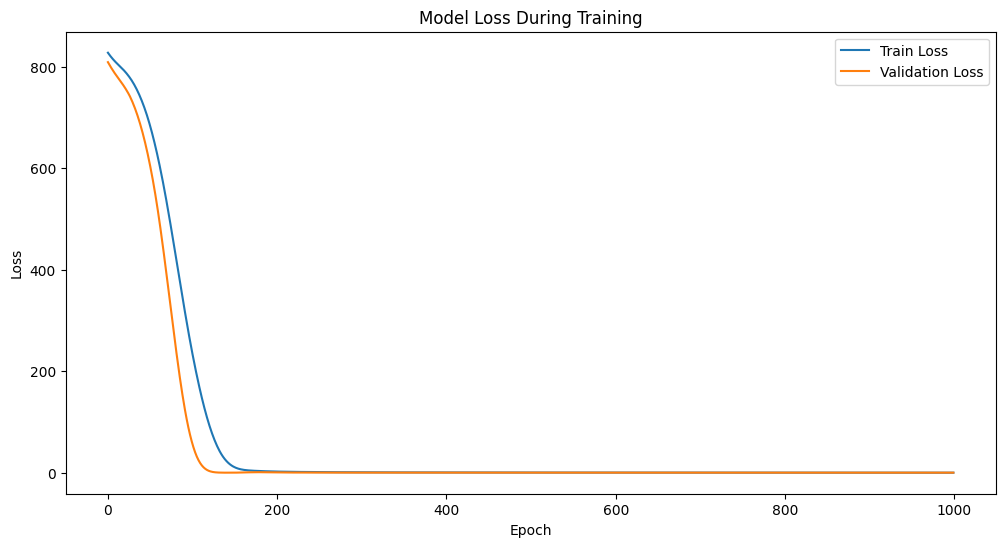 Model Loss During Training
Train Loss
Validation Loss
800
600
400
200
0
Loss
0
200
400
600
800
1000
Epoch